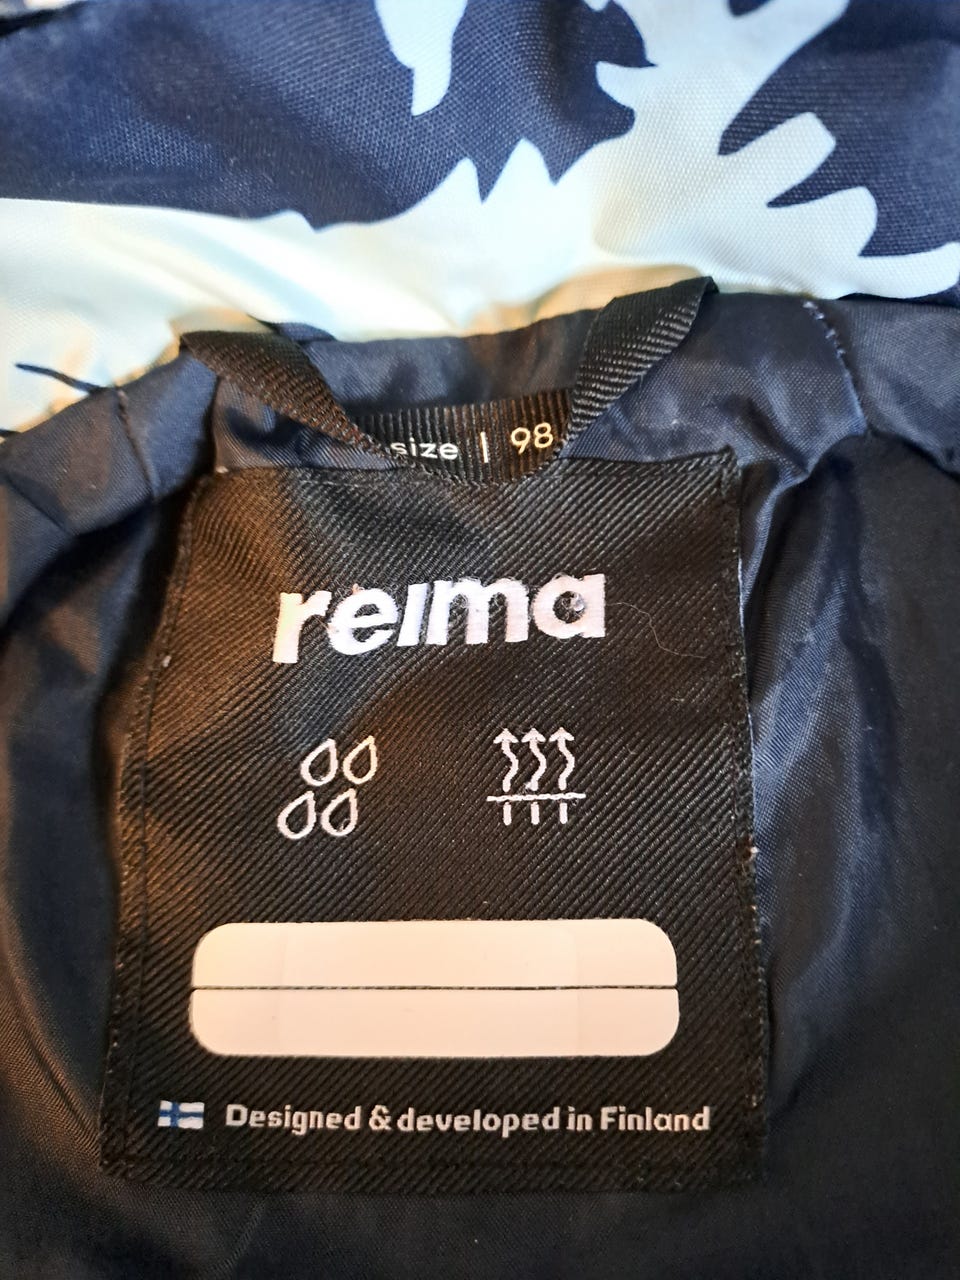 size | 98
reima
Designed & developed in Finland